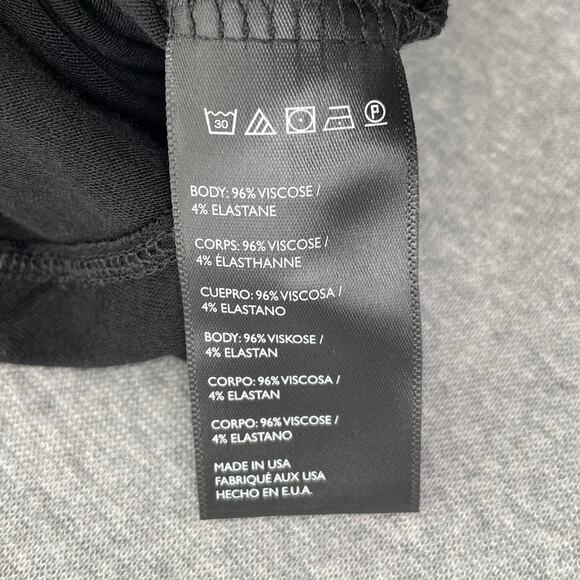 30
P
BODY: 96% VISCOSE /
4% ELASTANE
CORPS: 96% VISCOSE /
4% ÉLASTHANNE
CUEPRO: 96% VISCOSA /
4% ELASTANO
BODY: 96% VISKOSE /
4% ELASTAN
CORPO: 96% VISCOSA /
4% ELASTAN
CORPO: 96% VISCOSE /
4% ELASTANO
MADE IN USA
FABRIQUÉ AUX USA
HECHO EN E.U.A.